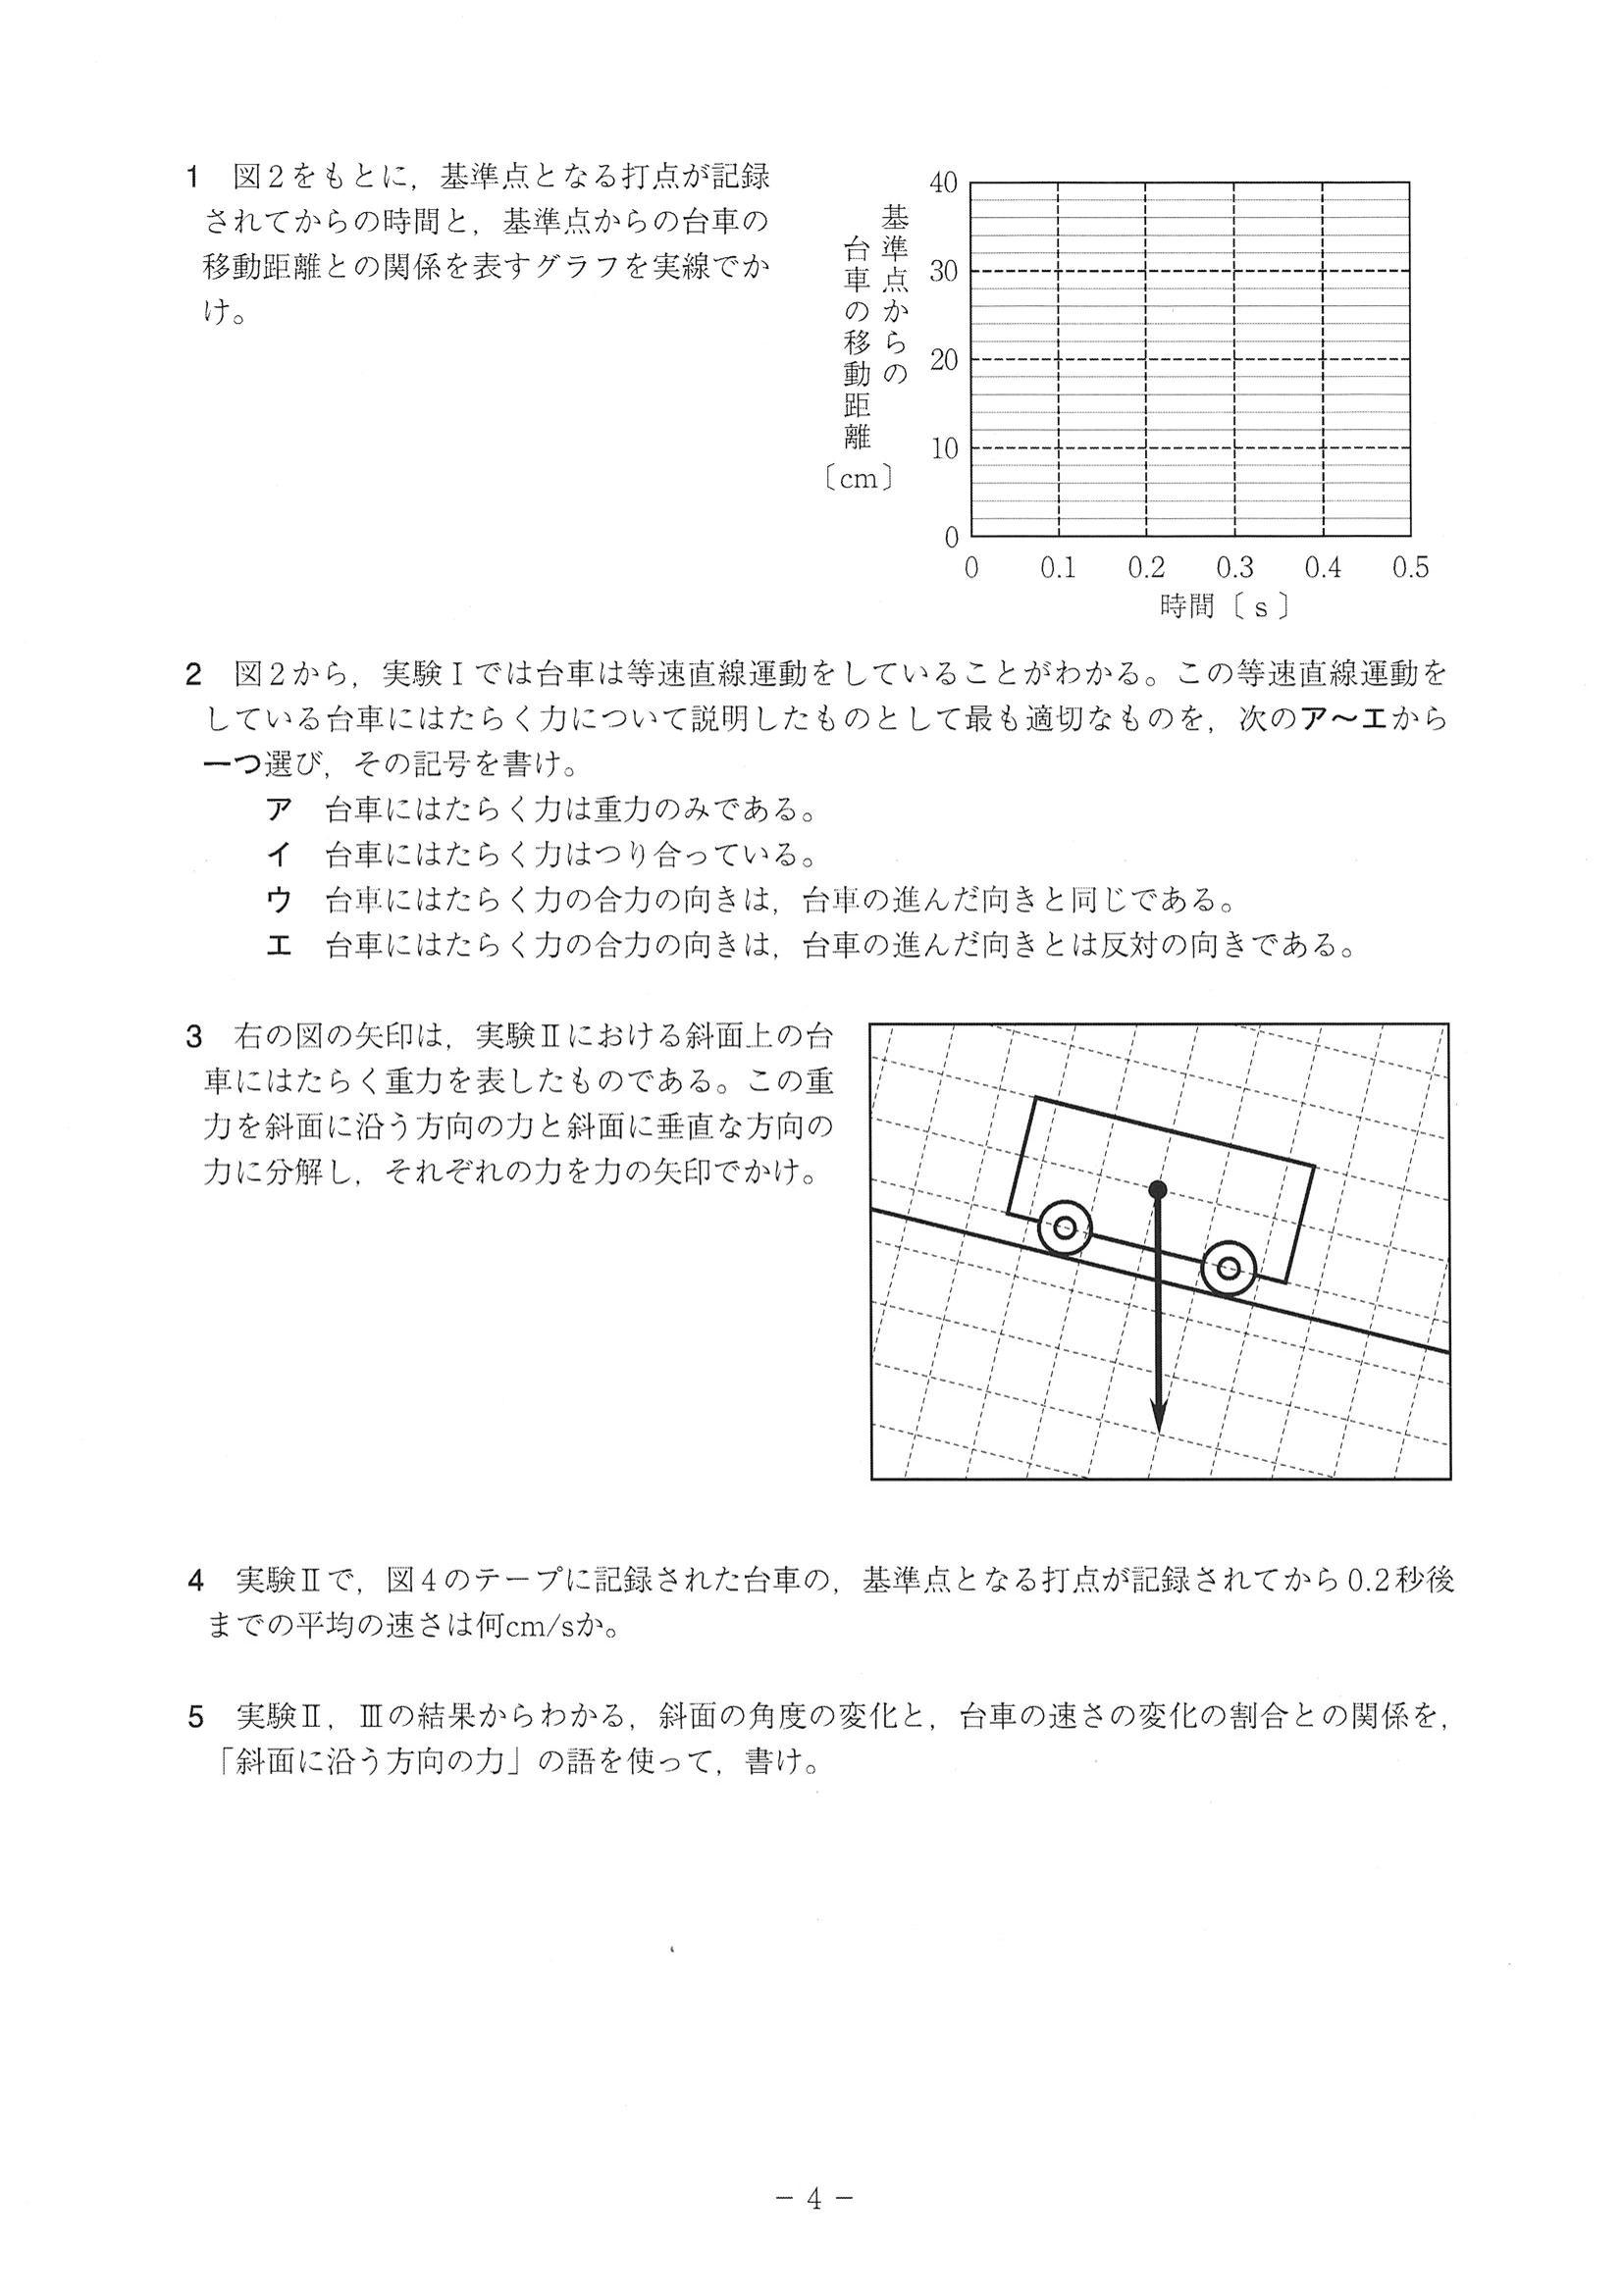 1　図2をもとに，基準点となる打点が記録
されてからの時間と，基準点からの台車の
移動距離との関係を表すグラフを実線でか
け。
基準点からの
台車の移動距離
〔cm〕
40
30
20
10
0
0　0.1　0.2　0.3　0.4　0.5
時間〔s〕
2　図2から，実験Ⅰでは台車は等速直線運動をしていることがわかる。この等速直線運動を
している台車にはたらく力について説明したものとして最も適切なものを，次のア～エから
一つ選び，その記号を書け。
ア　台車にはたらく力は重力のみである。
イ　台車にはたらく力はつり合っている。
ウ　台車にはたらく力の合力の向きは，台車の進んだ向きと同じである。
エ　台車にはたらく力の合力の向きは，台車の進んだ向きとは反対の向きである。
3　右の図の矢印は，実験Ⅱにおける斜面上の台
車にはたらく重力を表したものである。この重
力を斜面に沿う方向の力と斜面に垂直な方向の
力に分解し，それぞれの力を力の矢印でかけ。
4　実験Ⅱで，図4のテープに記録された台車の，基準点となる打点が記録されてから0.2秒後
までの平均の速さは何cm/sか。
5　実験Ⅱ，Ⅲの結果からわかる，斜面の角度の変化と，台車の速さの変化の割合との関係を，
「斜面に沿う方向の力」の語を使って，書け。
－ 4 －